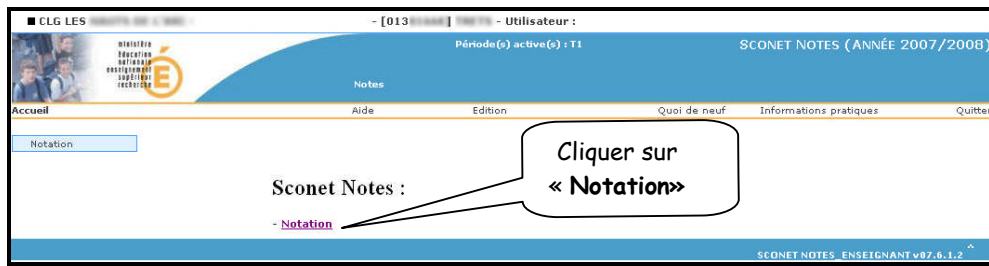 CLG LES - [013 ] - Utilisateur :
ministère
éducation
nationale
enseignement
supérieur
recherche
Période(s) active(s) : T1
SCONET NOTES (ANNÉE 2007/2008)
Notes
Accueil Aide Edition Quoi de neuf Informations pratiques Quitter
Notation
Cliquer sur
« Notation»
Sconet Notes :
- Notation
SCONET NOTES_ENSEIGNANT v07.6.1.2